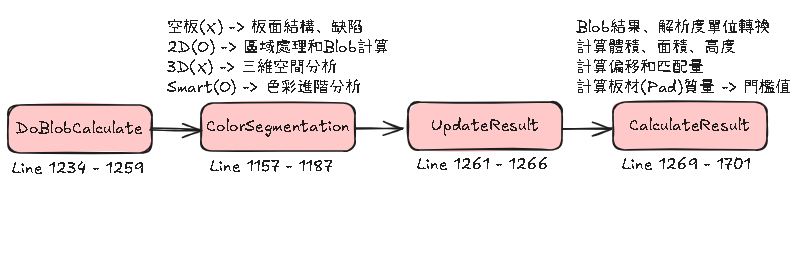 空板(X) -> 板面結構、缺陷
2D(O) -> 區域處理和Blob計算
3D(X) -> 三維空間分析
Smart(O) -> 色彩進階分析
Blob結果、解析度單位轉換
計算體積、面積、高度
計算偏移和匹配量
計算板材(Pad)質量 -> 門檻值
DoBlobCalculate
ColorSegmentation
UpdateResult
CalculateResult
Line 1234 - 1259
Line 1157 - 1187
Line 1261 - 1266
Line 1269 - 1701